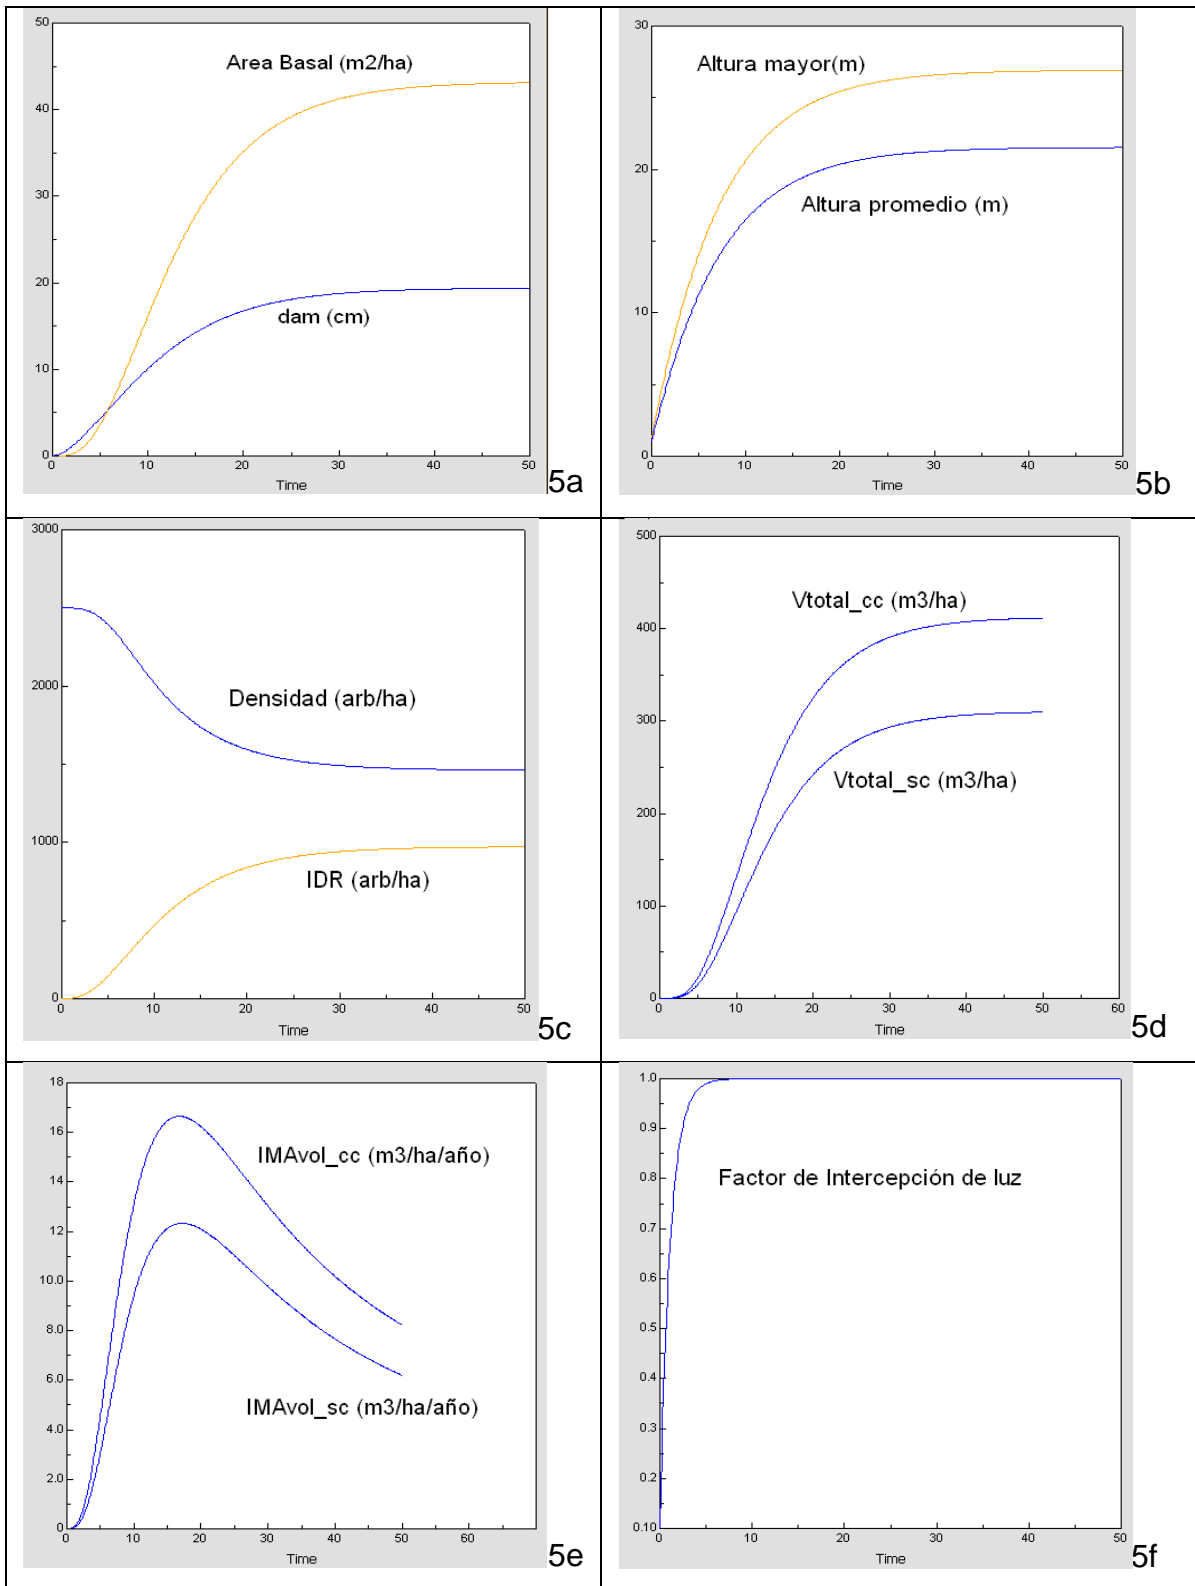 50
40
30
20
10
0
Area Basal (m2/ha)
dam (cm)
0 10 20 30 40 50
Time
5a
30
20
10
0
Altura mayor(m)
Altura promedio (m)
0 10 20 30 40 50
Time
5b
3000
2000
1000
0
Densidad (arb/ha)
IDR (arb/ha)
0 10 20 30 40 50
Time
5c
500
400
300
200
100
0
Vtotal_cc (m3/ha)
Vtotal_sc (m3/ha)
0 10 20 30 40 50 60
Time
5d
18
16
14
12
10.0
8.0
6.0
4.0
2.0
0
IMAvol_cc (m3/ha/año)
IMAvol_sc (m3/ha/año)
0 10 20 30 40 50 60
Time
5e
1.0
0.9
0.8
0.7
0.6
0.5
0.4
0.3
0.2
0.10
Factor de Intercepción de luz
0 10 20 30 40 50
Time
5f